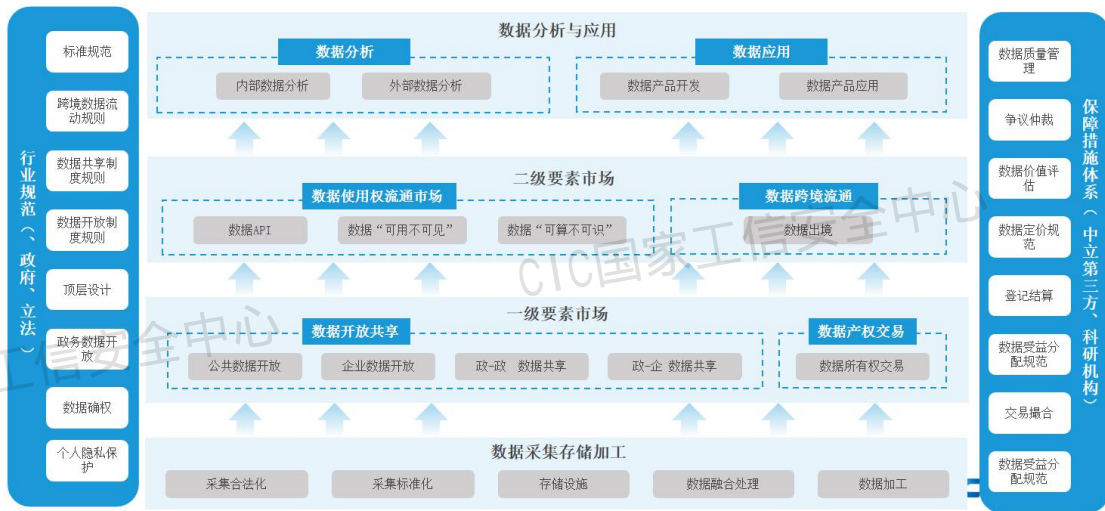 行业规范（、政府、立法）
标准规范
跨境数据流
动规则
数据共享制
度规则
数据开放制
度规则
顶层设计
政务数据开
放
数据确权
个人隐私保
护
数据分析与应用
数据分析
数据应用
内部数据分析
外部数据分析
数据产品开发
数据产品应用
二级要素市场
数据使用权流通市场
数据跨境流通
数据API
数据“可用不可见”
数据“可算不可识”
数据出境
一级要素市场
数据开放共享
数据产权交易
公共数据开放
企业数据开放
政-政 数据共享
政-企 数据共享
数据所有权交易
数据采集存储加工
采集合法化
采集标准化
存储设施
数据融合处理
数据加工
数据质量管
理
争议仲裁
数据价值评
估
数据定价规
范
登记结算
数据受益分
配规范
交易撮合
数据受益分
配规范
保障措施体系（中立第三方、科研机构）
CIC国家工信安全中心
工信安全中心